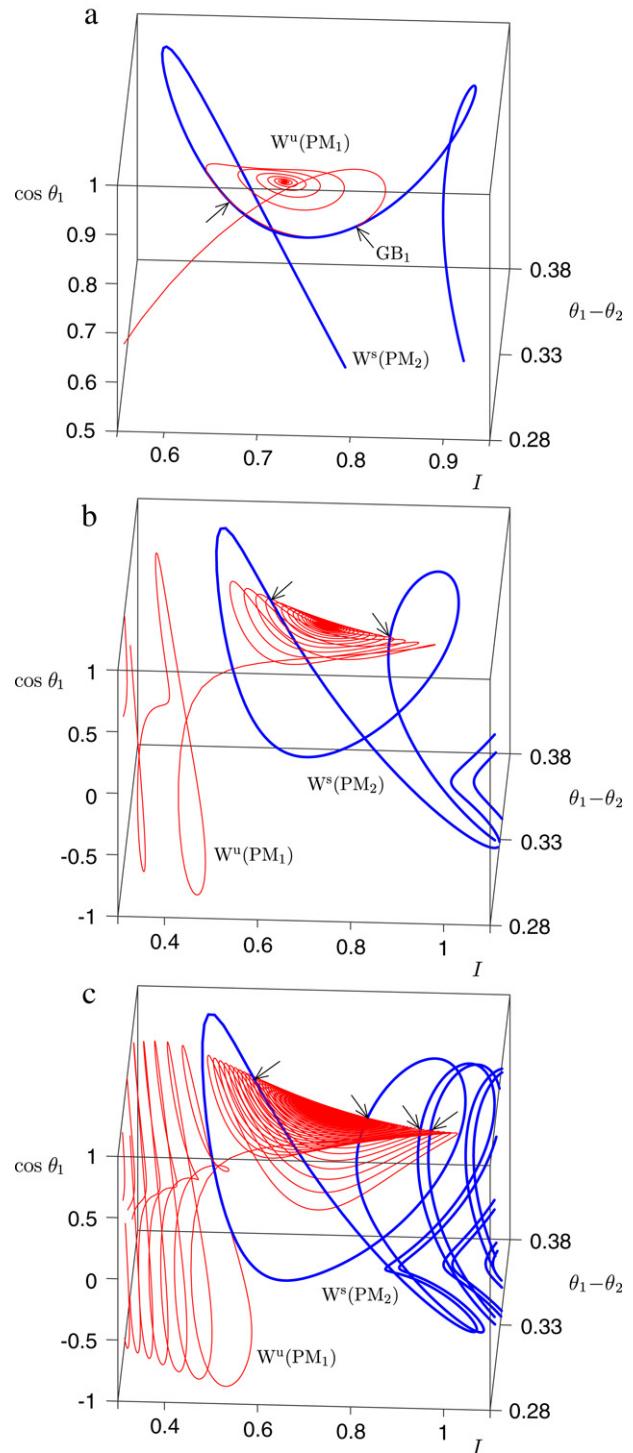 a
W^u(PM_1)
cos θ_1
1
0.9
0.8
0.7
0.6
0.5
GB_1
W^s(PM_2)
0.38
θ_1−θ_2
0.33
0.28
0.6
0.7
0.8
0.9
I
b
cos θ_1
1
0.5
0
-0.5
-1
W^s(PM_2)
W^u(PM_1)
0.38
θ_1−θ_2
0.33
0.28
0.4
0.6
0.8
1
I
c
cos θ_1
1
0.5
0
-0.5
-1
W^s(PM_2)
W^u(PM_1)
0.38
θ_1−θ_2
0.33
0.28
0.4
0.6
0.8
1
I